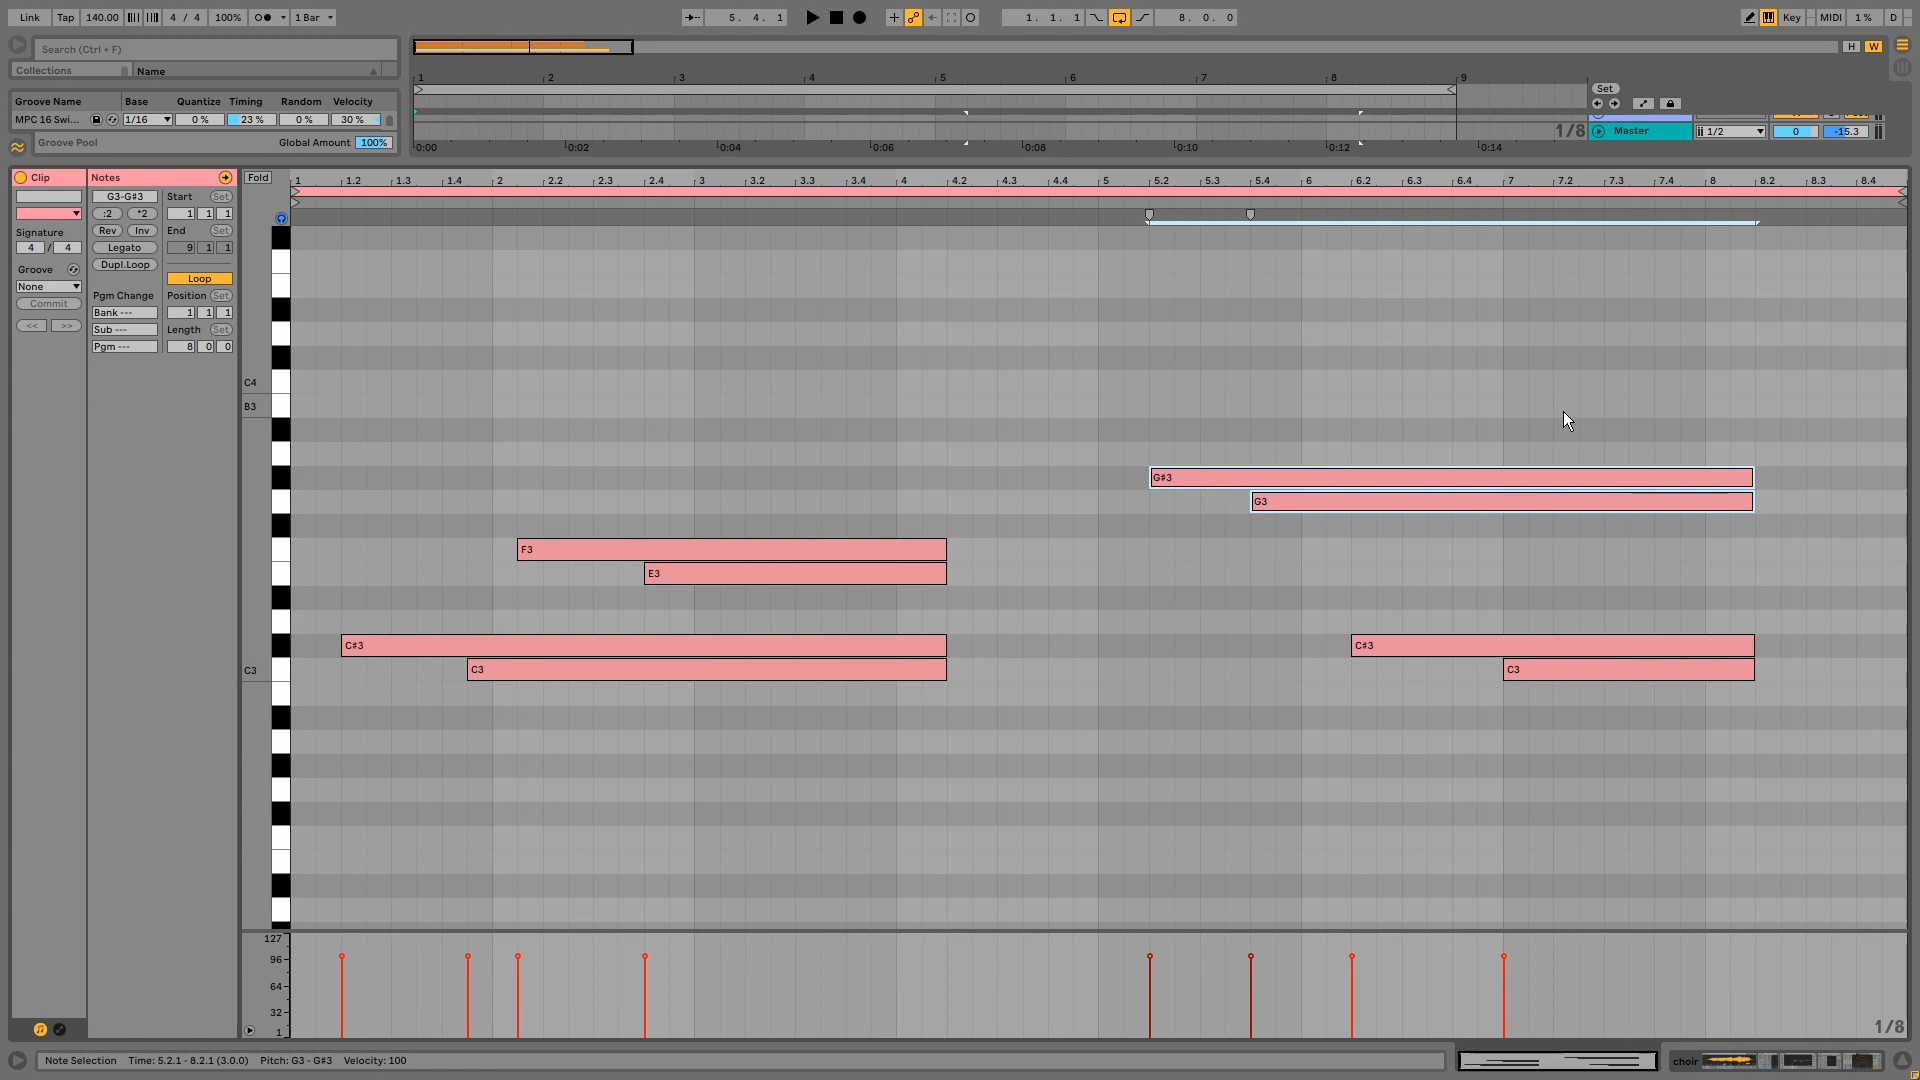 Link Tap 140.00 4 / 4 100% 1 Bar 5. 4. 1 1. 1. 1 8. 0. 0 Key MIDI 1 % D
Search (Ctrl + F) H W
Collections Name
1 2 3 4 5 6 7 8 9
Set
Groove Name Base Quantize Timing Random Velocity
MPC 16 Swi... 1/16 0 % 23 % 0 % 30 %
1/8 Master 1/2 0 -15.3
Groove Pool Global Amount 100%
0:00 0:02 0:04 0:06 0:08 0:10 0:12 0:14
Clip Notes Fold
1 1.2 1.3 1.4 2 2.2 2.3 2.4 3 3.2 3.3 3.4 4 4.2 4.3 4.4 5 5.2 5.3 5.4 6 6.2 6.3 6.4 7 7.2 7.3 7.4 8 8.2 8.3 8.4
G3-G#3 Start Set
:2 *2 1 1 1
Signature Rev Inv End Set
4 / 4 Legato 9 1 1
Dupl.Loop
Groove Loop
None Pgm Change Position Set
Commit Bank --- 1 1 1
<< >> Sub --- Length Set
Pgm --- 8 0 0
C4
B3
G#3
G3
F3
E3
C#3 C#3
C3 C3 C3
127
96
64
32
1
1/8
Note Selection Time: 5.2.1 - 8.2.1 (3.0.0) Pitch: G3 - G#3 Velocity: 100 choir